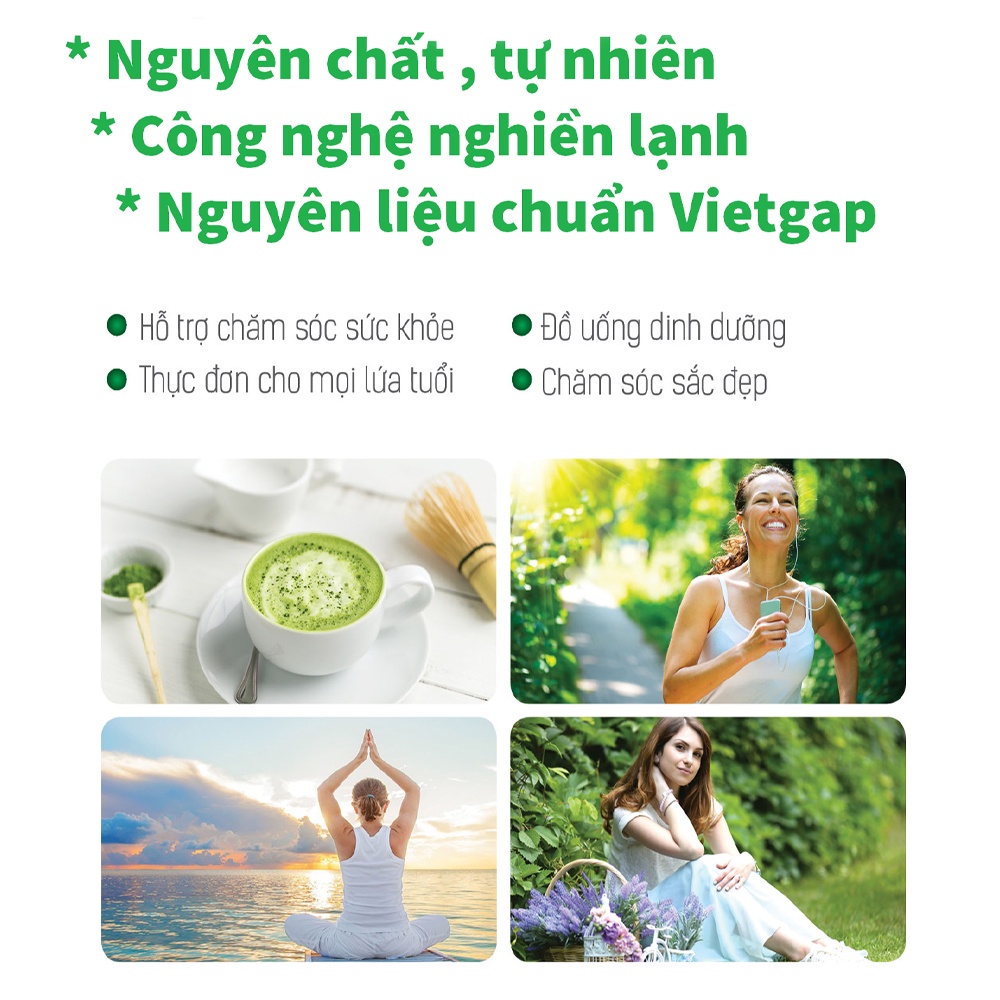 * Nguyên chất , tự nhiên
* Công nghệ nghiền lạnh
* Nguyên liệu chuẩn Vietgap
Hỗ trợ chăm sóc sức khỏe
Thực đơn cho mọi lứa tuổi
Đồ uống dinh dưỡng
Chăm sóc sắc đẹp